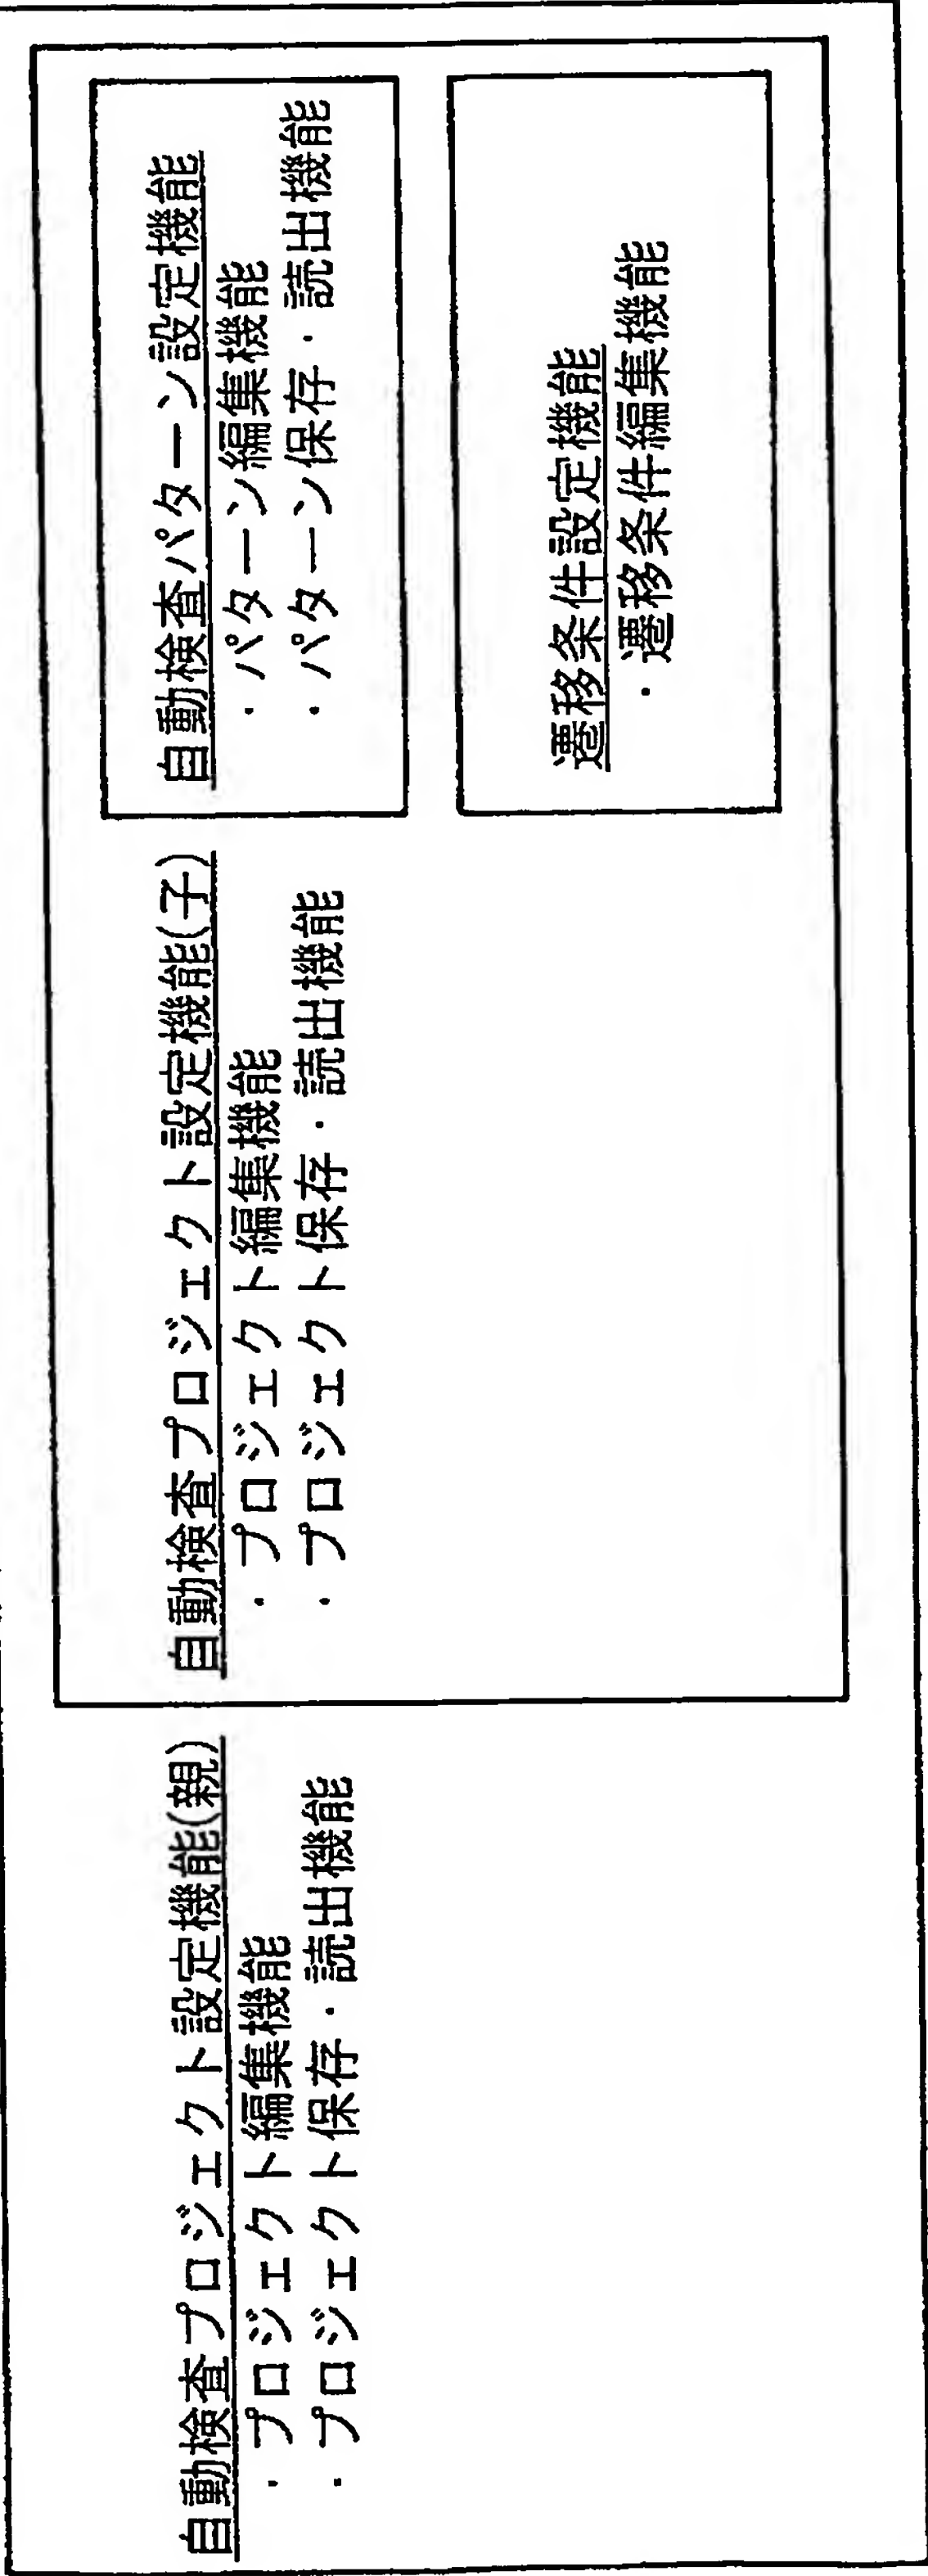 自動検査プロジェクト設定機能(親)
・プロジェクト編集機能
・プロジェクト保存・読出機能
自動検査プロジェクト設定機能(子)
・プロジェクト編集機能
・プロジェクト保存・読出機能
自動検査パターン設定機能
・パターン編集機能
・パターン保存・読出機能
遷移条件設定機能
・遷移条件編集機能